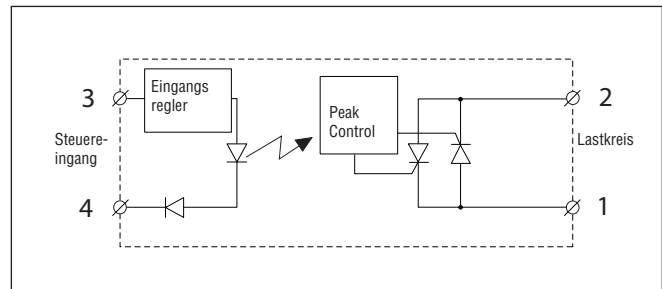 3
Eingangs
regler
Steuere-
ingang
4
Peak
Control
2
Lastkreis
1